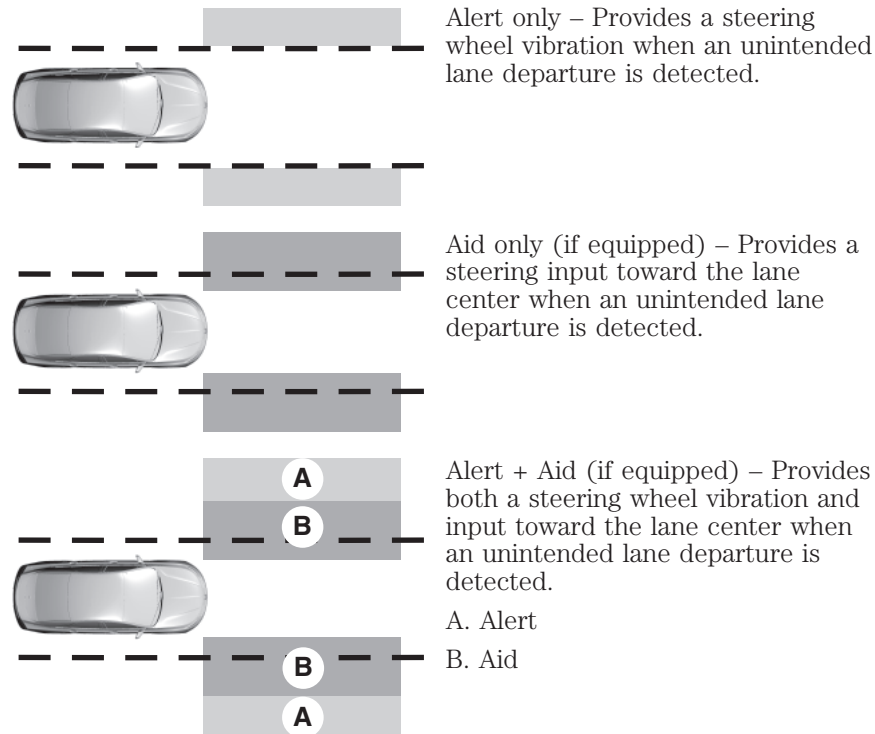 Alert only – Provides a steering
wheel vibration when an unintended
lane departure is detected.
Aid only (if equipped) – Provides a
steering input toward the lane
center when an unintended lane
departure is detected.
A
B
B
A
Alert + Aid (if equipped) – Provides
both a steering wheel vibration and
input toward the lane center when
an unintended lane departure is
detected.
A. Alert
B. Aid